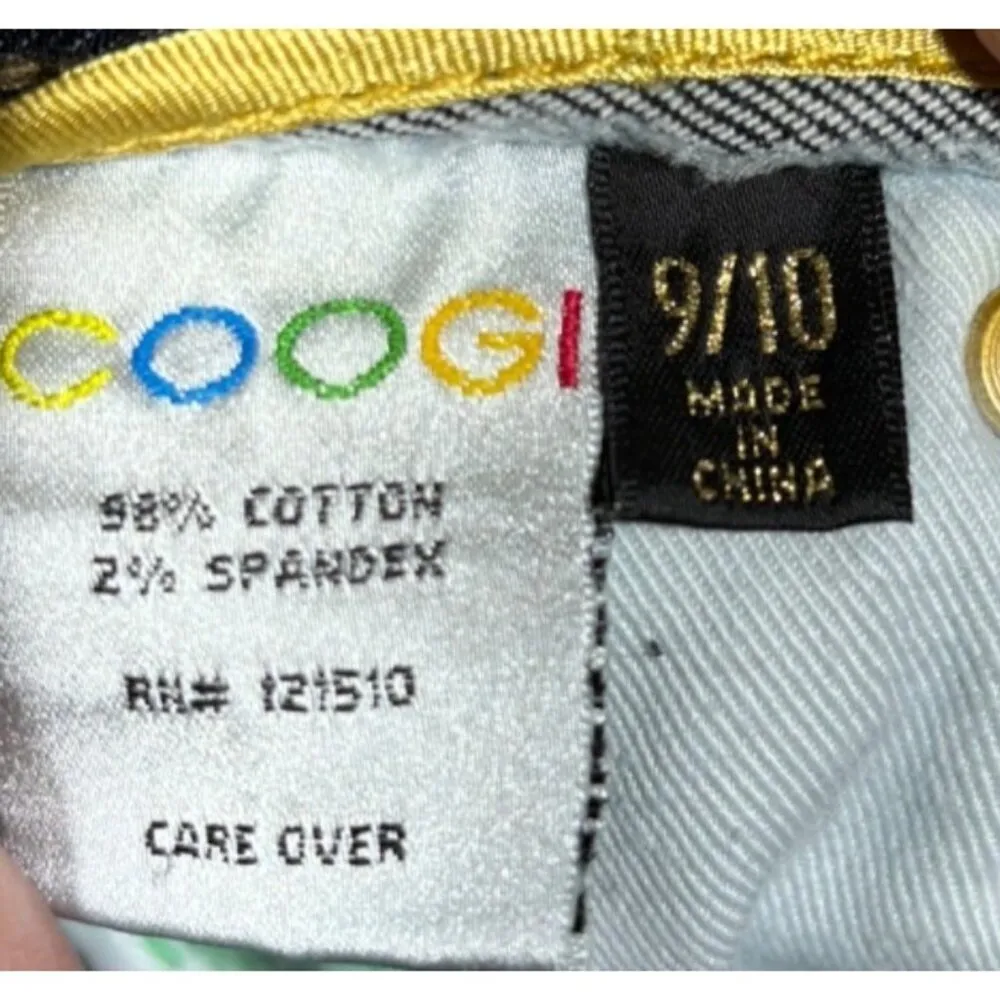 COOGI
98% COTTON
2% SPANDEX
RN# 121510
CARE OVER
9/10
MADE
IN
CHINA